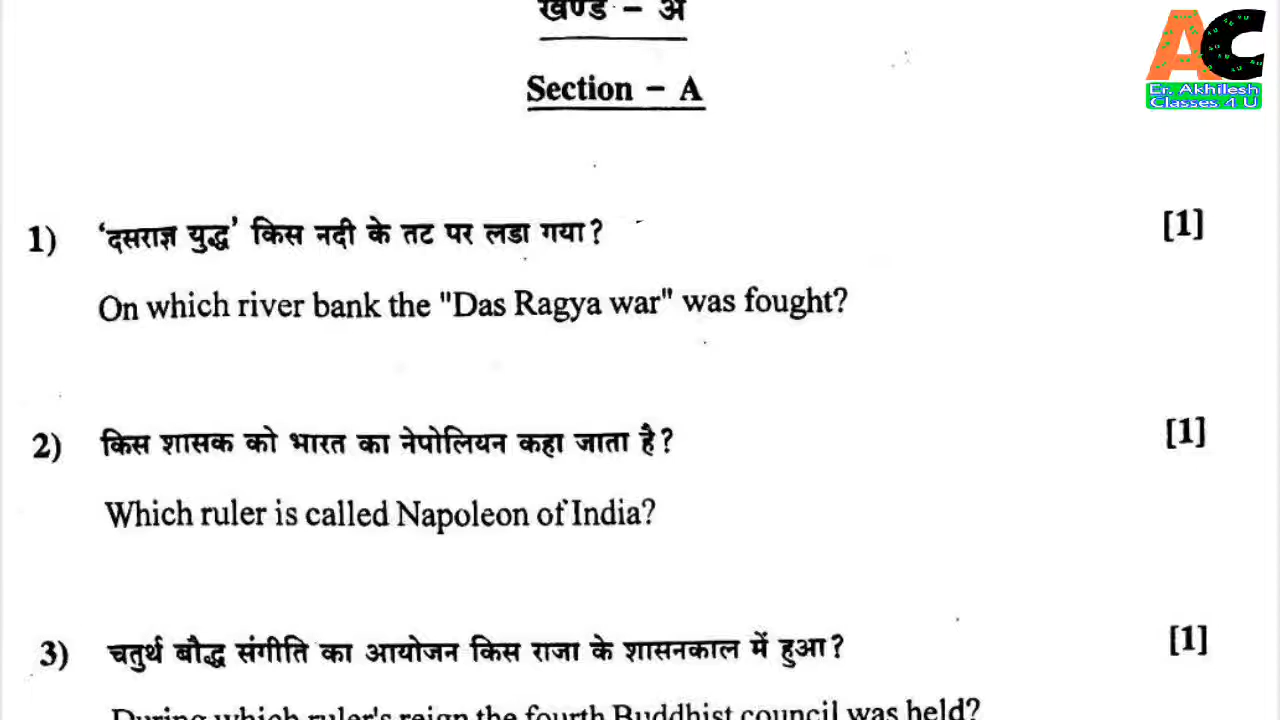 खण्ड – अ
Section – A
AC
Er. Akhilesh
Classes 4 U
1) 'दसराज्ञ युद्ध' किस नदी के तट पर लडा गया? [1]
On which river bank the "Das Ragya war" was fought?
2) किस शासक को भारत का नेपोलियन कहा जाता है? [1]
Which ruler is called Napoleon of India?
3) चतुर्थ बौद्ध संगीति का आयोजन किस राजा के शासनकाल में हुआ? [1]
During which ruler's reign the fourth Buddhist council was held?